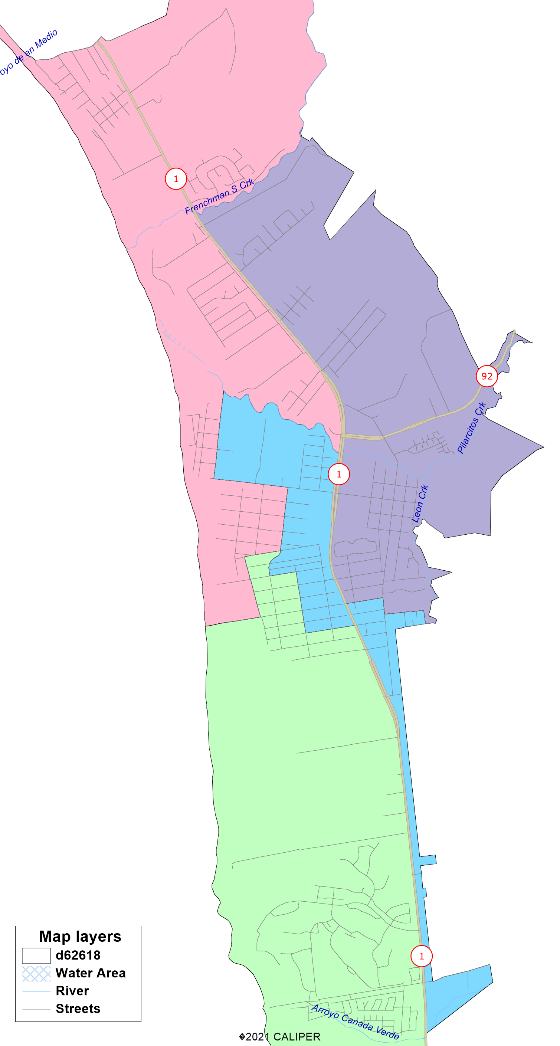 oyo de en Medio
1
Frenchman S Crk
92
Pilarcitos Crk
1
Leon Crk
Map layers
d62618
Water Area
River
Streets
1
Arroyo Canada Verde
�2021 CALIPER